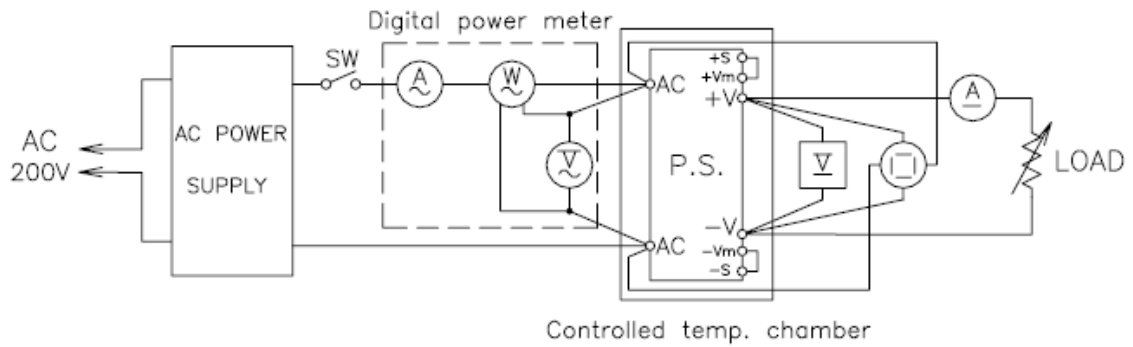 Digital power meter
SW
A
W
V
AC
200V
AC POWER
SUPPLY
AC
AC
P.S.
+S
+Vm
+V
-V
-Vm
-S
V
A
LOAD
Controlled temp. chamber